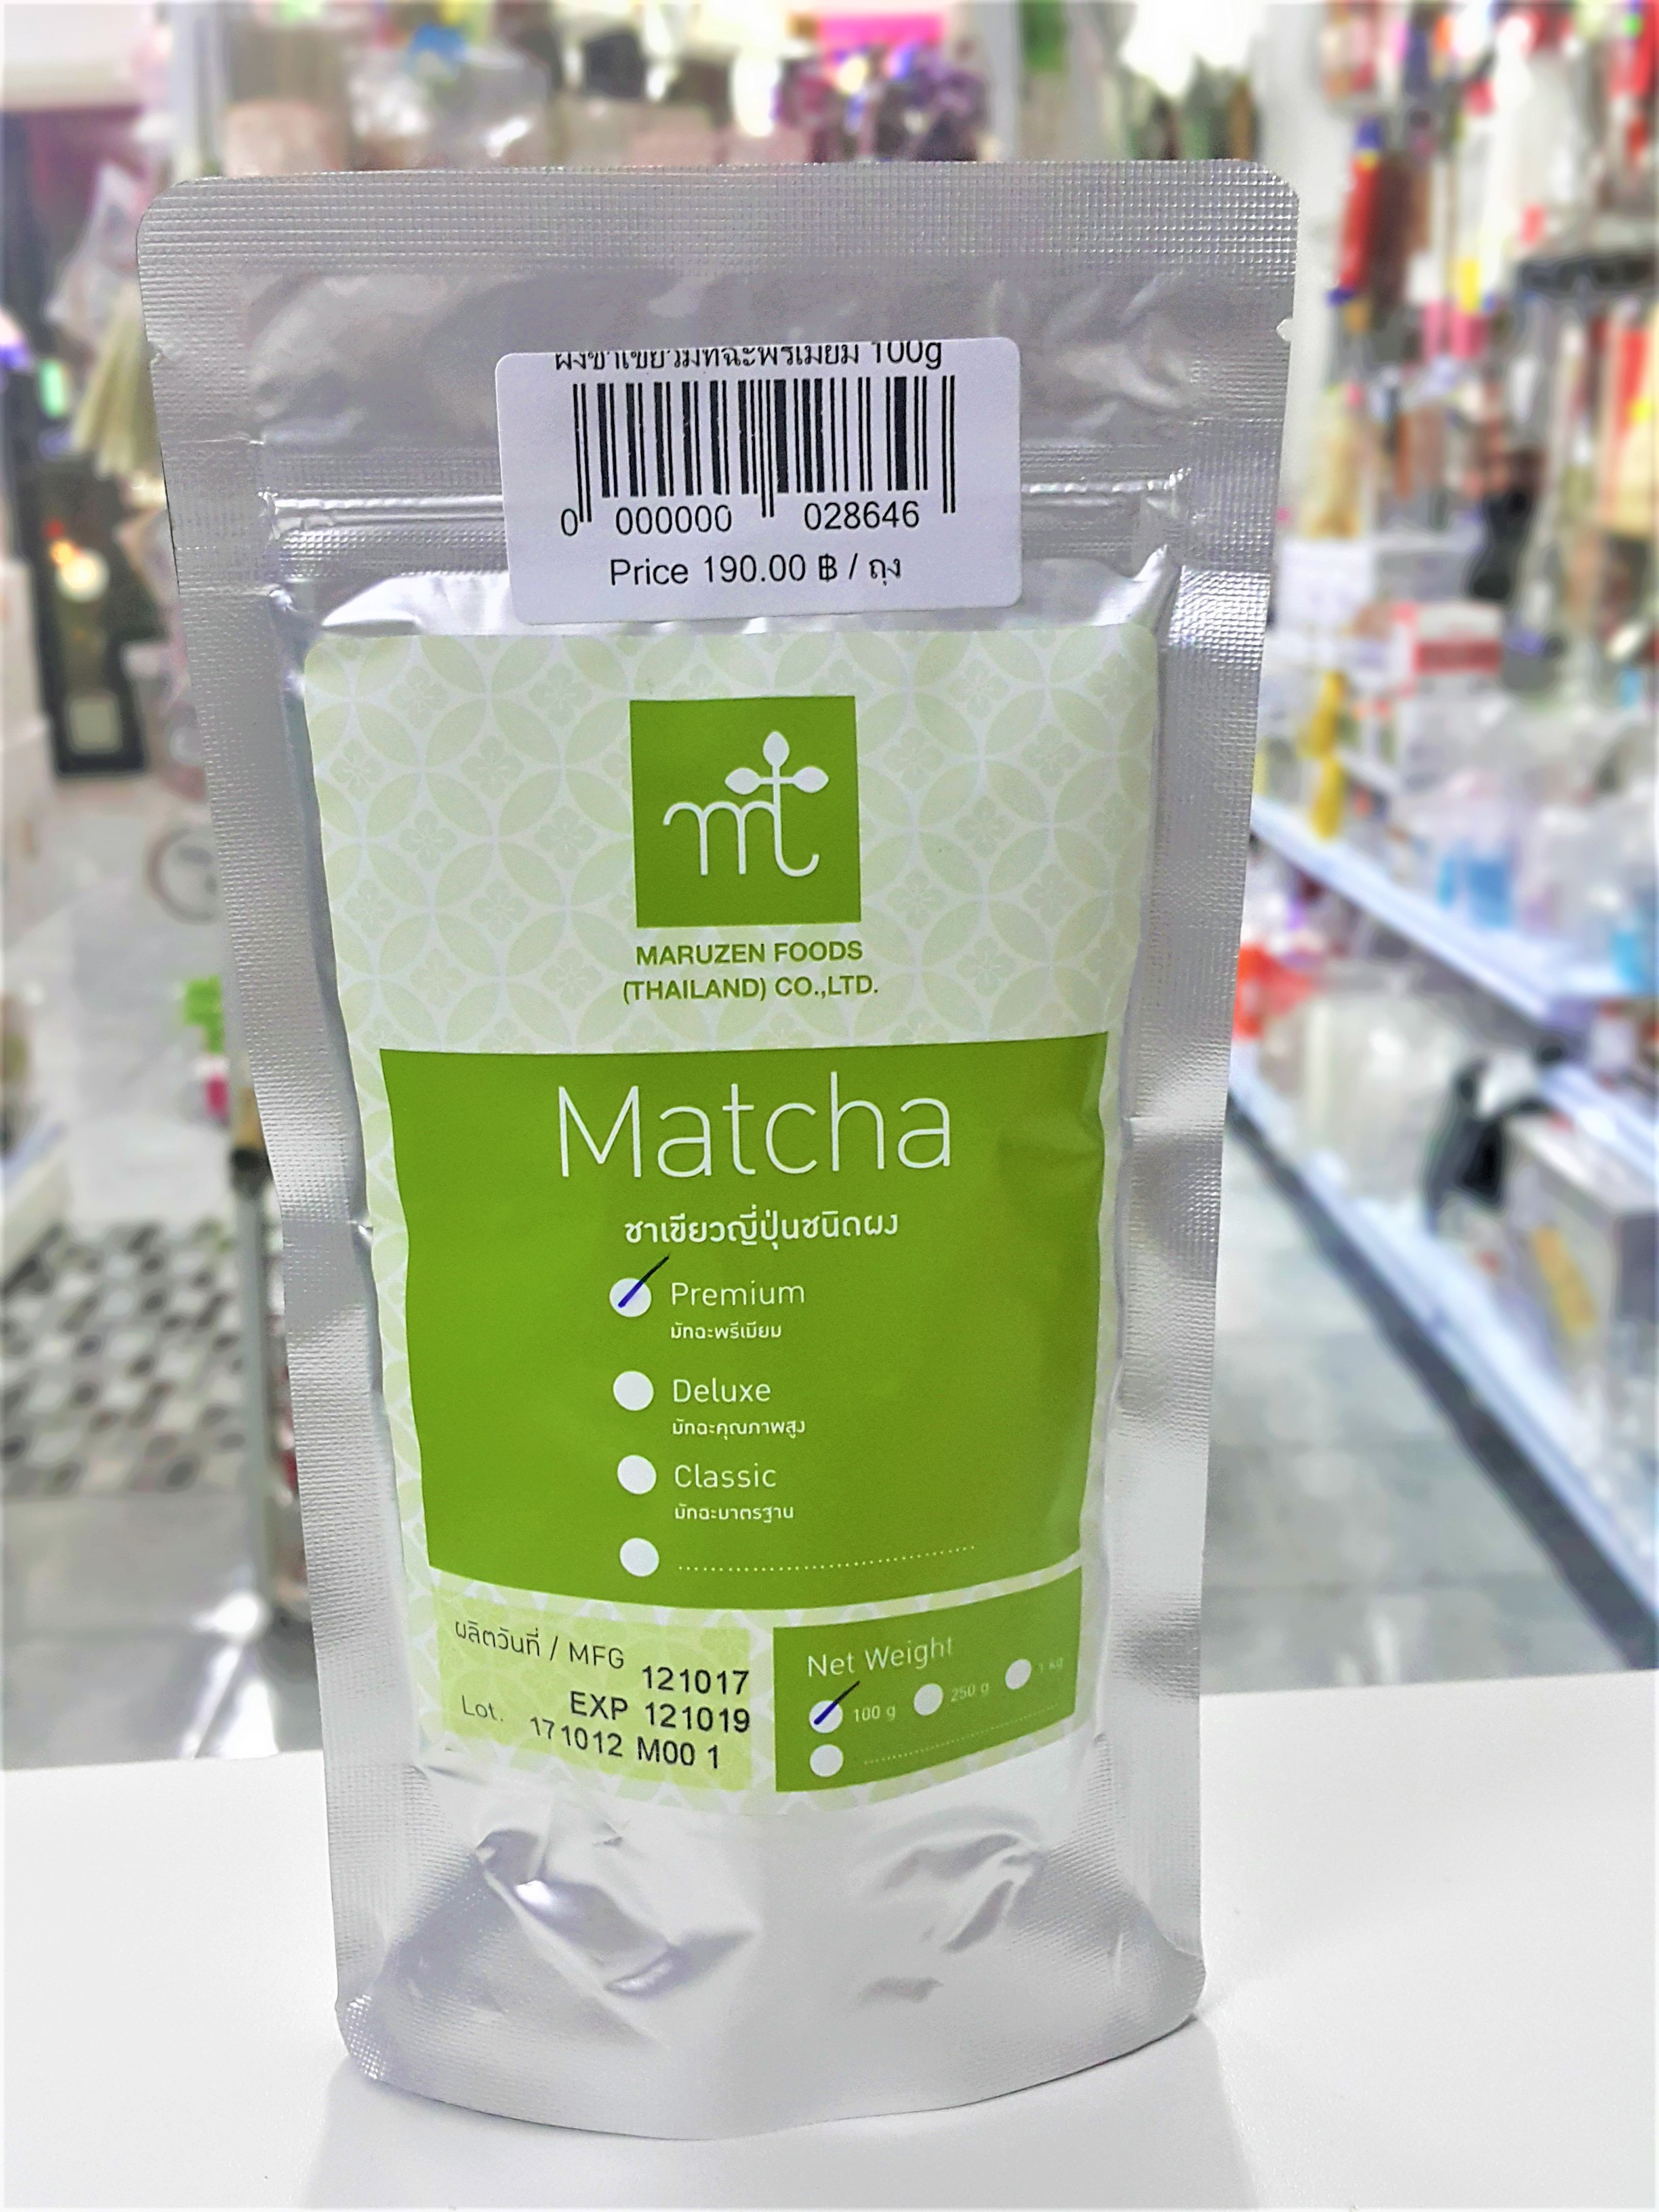 ผงชาเขียวมัทฉะพรีเมียม 100g
0 000000 028646
Price 190.00 ฿ / ถุง
mt
MARUZEN FOODS
(THAILAND) CO.,LTD.
Matcha
ชาเขียวญี่ปุ่นชนิดผง
Premium
มัทฉะพรีเมียม
Deluxe
มัทฉะคุณภาพสูง
Classic
มัทฉะมาตรฐาน
ผลิตวันที่ / MFG 121017
EXP 121019
Lot. 171012 M00 1
Net Weight
100 g 250 g 1 kg